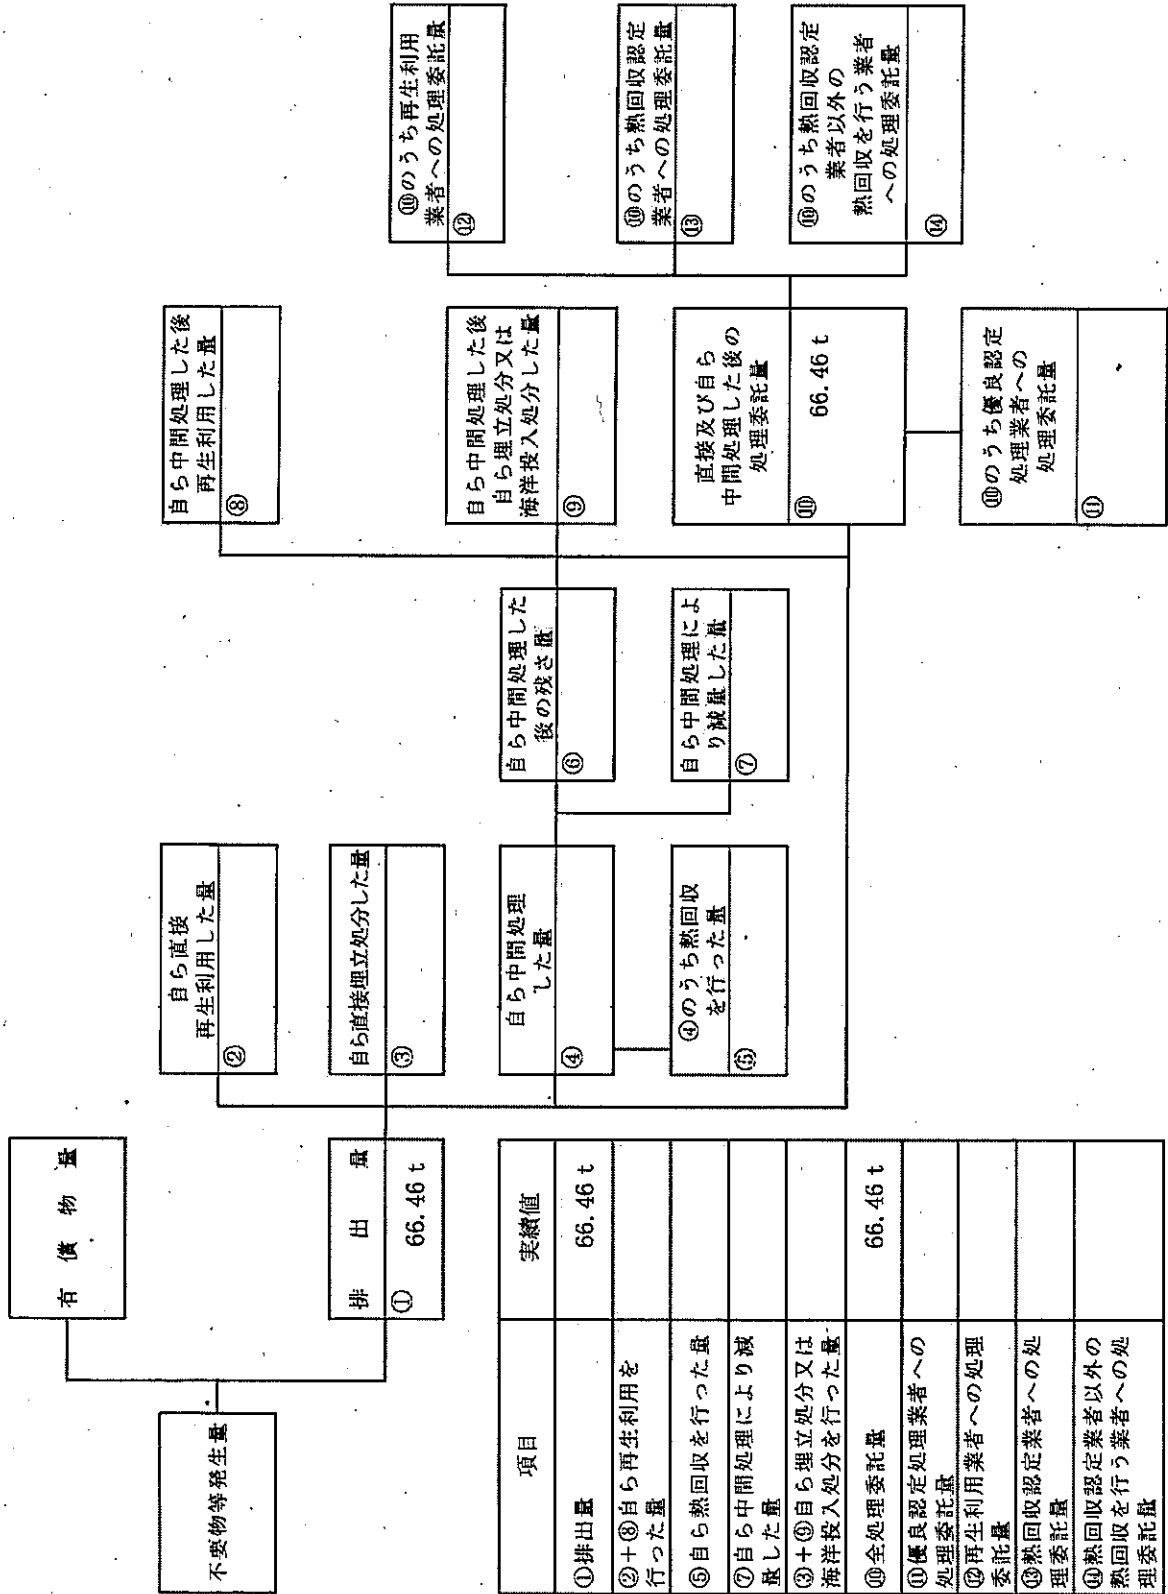 不要物等発生量
有償物量
排出量
①
66.46 t
自ら直接
再生利用した量
②
自ら直接埋立処分した量
③
自ら中間処理
した量
④
④のうち熱回収
を行った量
⑤
自ら中間処理した
後の残さ量
⑥
自ら中間処理によ
り減量した量
⑦
自ら中間処理した後
再生利用した量
⑧
自ら中間処理した後
自ら埋立処分又は
海洋投入処分した量
⑨
直接及び自ら
中間処理した後の
処理委託量
⑩
66.46 t
⑩のうち優良認定
処理業者への
処理委託量
⑪
⑩のうち再生利用
業者への処理委託量
⑫
⑩のうち熱回収認定
業者への処理委託量
⑬
⑩のうち熱回収認定
業者以外の
熱回収を行う業者
への処理委託量
⑭
項目 実績値
①排出量 66.46 t
②+⑧自ら再生利用を
行った量
⑤自ら熱回収を行った量
⑦自ら中間処理により減
量した量
③+⑨自ら埋立処分又は
海洋投入処分を行った量
⑩全処理委託量 66.46 t
⑪優良認定処理業者への
処理委託量
⑫再生利用業者への処理
委託量
⑬熱回収認定業者への処
理委託量
⑭熱回収認定業者以外の
熱回収を行う業者への処
理委託量